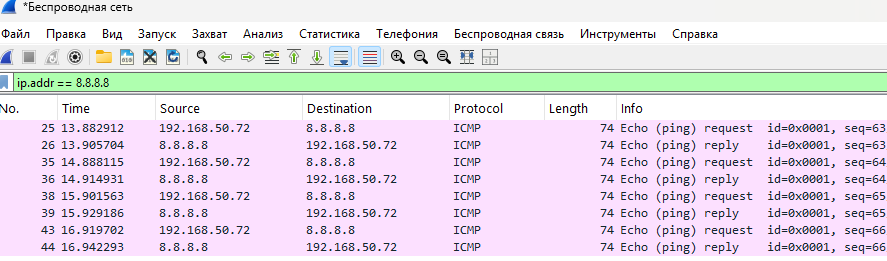 *Беспроводная сеть
Файл Правка Вид Запуск Захват Анализ Статистика Телефония Беспроводная связь Инструменты Справка
ip.addr == 8.8.8.8
No. Time Source Destination Protocol Length Info
25 13.882912 192.168.50.72 8.8.8.8 ICMP 74 Echo (ping) request id=0x0001, seq=63
26 13.905704 8.8.8.8 192.168.50.72 ICMP 74 Echo (ping) reply id=0x0001, seq=63
35 14.888115 192.168.50.72 8.8.8.8 ICMP 74 Echo (ping) request id=0x0001, seq=64
36 14.914931 8.8.8.8 192.168.50.72 ICMP 74 Echo (ping) reply id=0x0001, seq=64
38 15.901563 192.168.50.72 8.8.8.8 ICMP 74 Echo (ping) request id=0x0001, seq=65
39 15.929186 8.8.8.8 192.168.50.72 ICMP 74 Echo (ping) reply id=0x0001, seq=65
43 16.919702 192.168.50.72 8.8.8.8 ICMP 74 Echo (ping) request id=0x0001, seq=66
44 16.942293 8.8.8.8 192.168.50.72 ICMP 74 Echo (ping) reply id=0x0001, seq=66